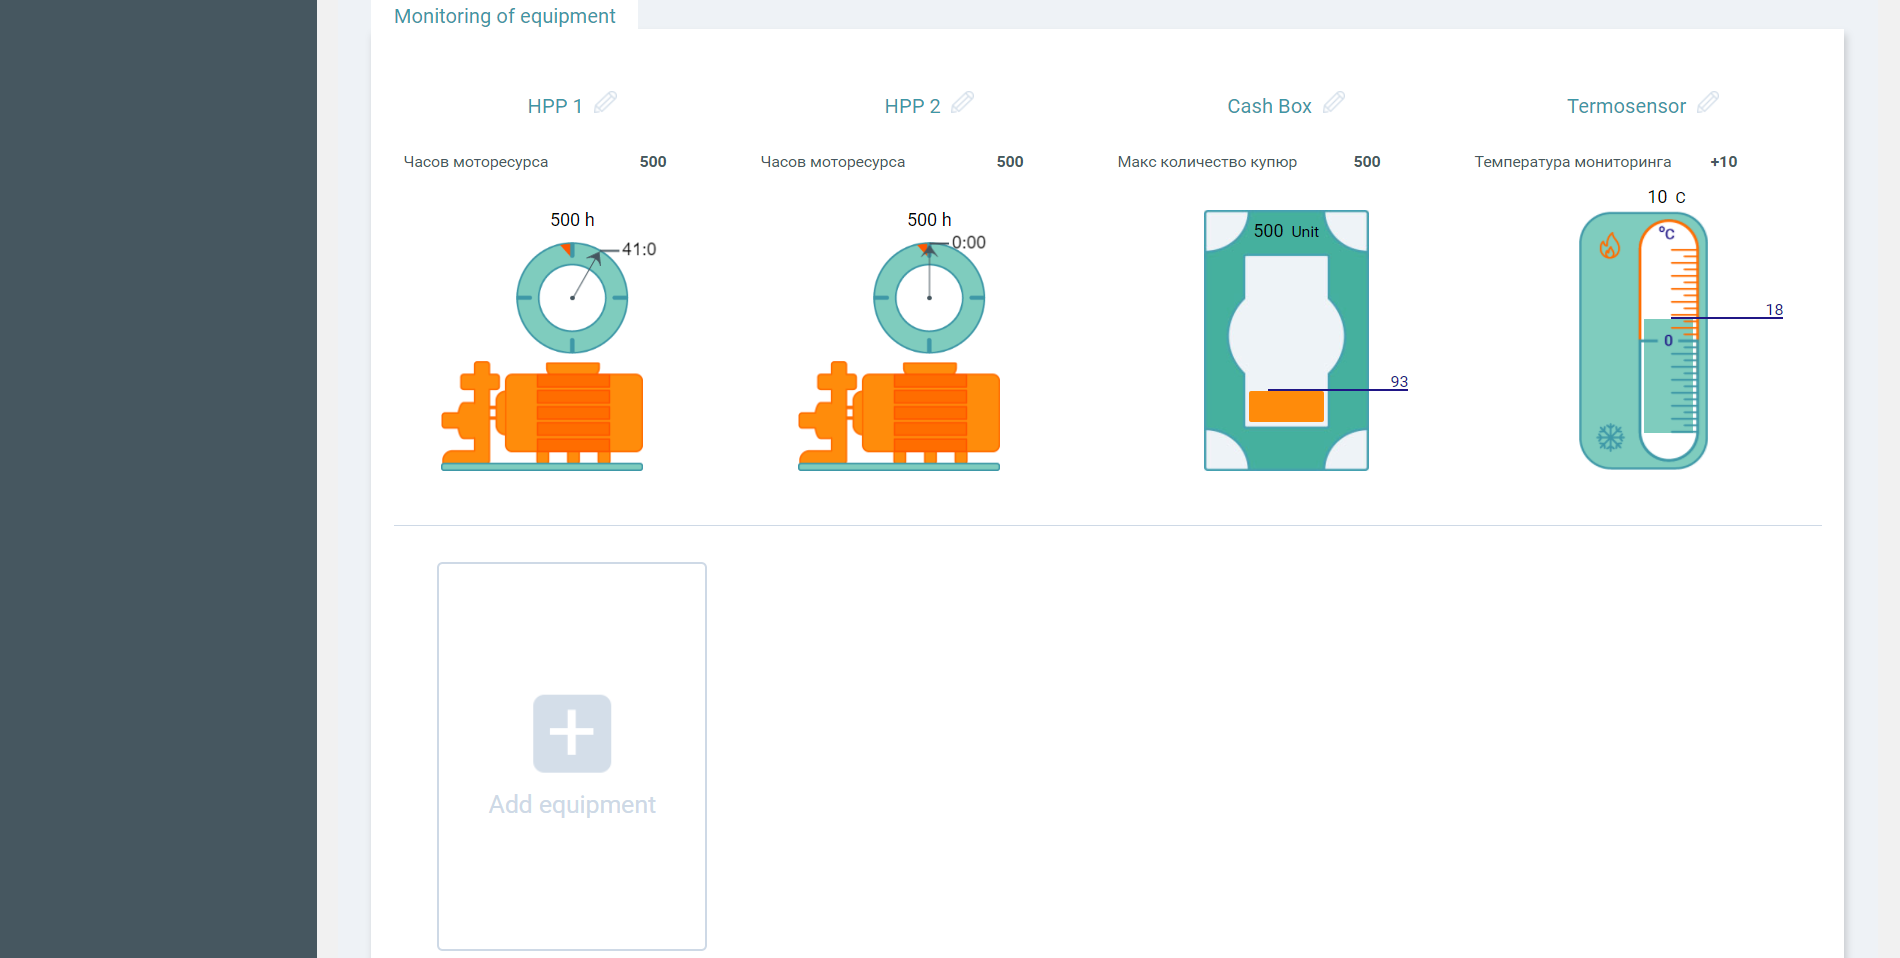 Monitoring of equipment
HPP 1
HPP 2
Cash Box
Termosensor
Часов моторесурса 500
Часов моторесурса 500
Макс количество купюр 500
Температура мониторинга +10
500 h
41:0
500 h
0:00
500 Unit
93
10 C
°C
18
0
Add equipment